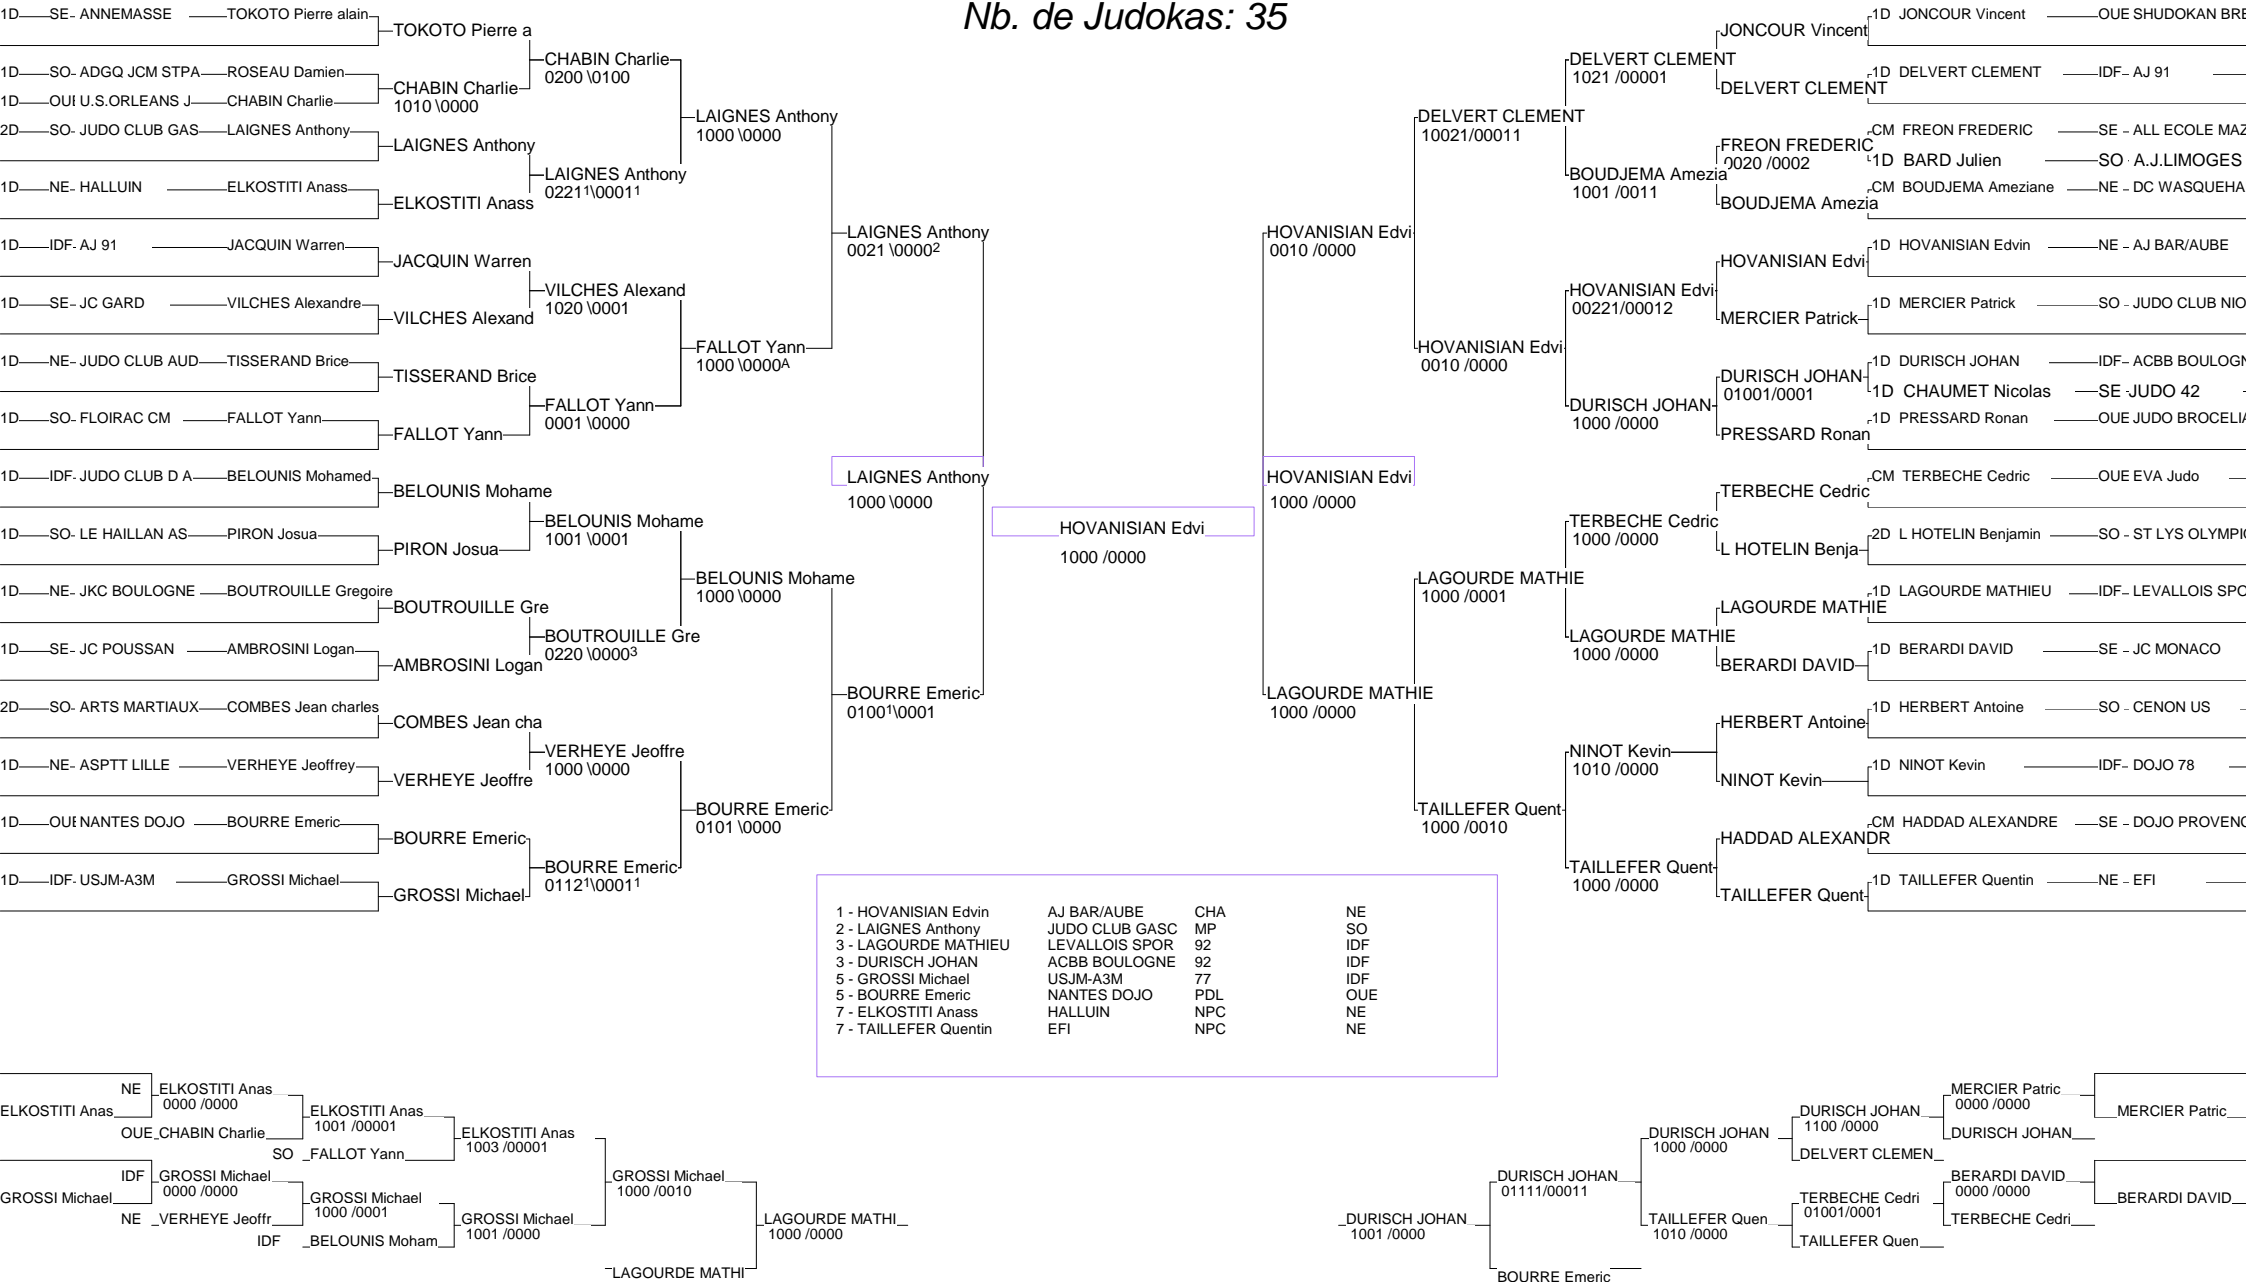 Nb. de Judokas: 35
1D SE- ANNEMASSE TOKOTO Pierre alain
TOKOTO Pierre a
CHABIN Charlie
0200 \0100
1D SO- ADGQ JCM STPA ROSEAU Damien
CHABIN Charlie
1010 \0000
1D OUE U.S.ORLEANS J CHABIN Charlie
LAIGNES Anthony
1000 \0000
2D SO- JUDO CLUB GAS LAIGNES Anthony
LAIGNES Anthony
LAIGNES Anthony
0221¹\0001¹
1D NE- HALLUIN ELKOSTITI Anass
ELKOSTITI Anass
LAIGNES Anthony
0021 \0000²
1D IDF- AJ 91 JACQUIN Warren
JACQUIN Warren
VILCHES Alexand
1020 \0001
1D SE- JC GARD VILCHES Alexandre
VILCHES Alexand
FALLOT Yann
1000 \0000ᴬ
1D NE- JUDO CLUB AUD TISSERAND Brice
TISSERAND Brice
FALLOT Yann
0001 \0000
1D SO- FLOIRAC CM FALLOT Yann
FALLOT Yann
LAIGNES Anthony
1000 \0000
1D IDF- JUDO CLUB D A BELOUNIS Mohamed
BELOUNIS Mohame
BELOUNIS Mohame
1001 \0001
1D SO- LE HAILLAN AS PIRON Josua
PIRON Josua
BELOUNIS Mohame
1000 \0000
1D NE- JKC BOULOGNE BOUTROUILLE Gregoire
BOUTROUILLE Gre
BOUTROUILLE Gre
0220 \0000³
1D SE- JC POUSSAN AMBROSINI Logan
AMBROSINI Logan
BOURRE Emeric
0100¹\0001
2D SO- ARTS MARTIAUX COMBES Jean charles
COMBES Jean cha
VERHEYE Jeoffre
1000 \0000
1D NE- ASPTT LILLE VERHEYE Jeoffrey
VERHEYE Jeoffre
BOURRE Emeric
0101 \0000
1D OUE NANTES DOJO BOURRE Emeric
BOURRE Emeric
BOURRE Emeric
0112¹\0001¹
1D IDF- USJM-A3M GROSSI Michael
GROSSI Michael
HOVANISIAN Edvi
1000 /0000
JONCOUR Vincent
1D JONCOUR Vincent OUE SHUDOKAN BRE
DELVERT CLEMENT
1021 /00001
1D DELVERT CLEMENT IDF- AJ 91
DELVERT CLEMENT
DELVERT CLEMENT
10021/00011
CM FREON FREDERIC SE - ALL ECOLE MAZ
FREON FREDERIC
0020 /0002
1D BARD Julien SO - A.J.LIMOGES
BOUDJEMA Amezia
1001 /0011
CM BOUDJEMA Ameziane NE - DC WASQUEHA
BOUDJEMA Amezia
HOVANISIAN Edvi
0010 /0000
1D HOVANISIAN Edvin NE - AJ BAR/AUBE
HOVANISIAN Edvi
HOVANISIAN Edvi
00221/00012
1D MERCIER Patrick SO - JUDO CLUB NIO
MERCIER Patrick
HOVANISIAN Edvi
0010 /0000
1D DURISCH JOHAN IDF- ACBB BOULOGN
DURISCH JOHAN
01001/0001
1D CHAUMET Nicolas SE -JUDO 42
DURISCH JOHAN
1000 /0000
1D PRESSARD Ronan OUE JUDO BROCELIA
PRESSARD Ronan
HOVANISIAN Edvi
1000 /0000
CM TERBECHE Cedric OUE EVA Judo
TERBECHE Cedric
TERBECHE Cedric
1000 /0000
2D L HOTELIN Benjamin SO - ST LYS OLYMPI
L HOTELIN Benja
LAGOURDE MATHIE
1000 /0001
1D LAGOURDE MATHIEU IDF- LEVALLOIS SPO
LAGOURDE MATHIE
LAGOURDE MATHIE
1000 /0000
1D BERARDI DAVID SE - JC MONACO
BERARDI DAVID
LAGOURDE MATHIE
1000 /0000
1D HERBERT Antoine SO - CENON US
HERBERT Antoine
NINOT Kevin
1010 /0000
1D NINOT Kevin IDF- DOJO 78
NINOT Kevin
TAILLEFER Quent
1000 /0010
CM HADDAD ALEXANDRE SE - DOJO PROVENC
HADDAD ALEXANDR
TAILLEFER Quent
1000 /0000
1D TAILLEFER Quentin NE - EFI
TAILLEFER Quent
1 - HOVANISIAN Edvin AJ BAR/AUBE CHA NE
2 - LAIGNES Anthony JUDO CLUB GASC MP SO
3 - LAGOURDE MATHIEU LEVALLOIS SPOR 92 IDF
3 - DURISCH JOHAN ACBB BOULOGNE 92 IDF
5 - GROSSI Michael USJM-A3M 77 IDF
5 - BOURRE Emeric NANTES DOJO PDL OUE
7 - ELKOSTITI Anass HALLUIN NPC NE
7 - TAILLEFER Quentin EFI NPC NE
NE ELKOSTITI Anas
0000 /0000
ELKOSTITI Anas
ELKOSTITI Anas
1001 /00001
OUE CHABIN Charlie
ELKOSTITI Anas
1003 /00001
SO FALLOT Yann
IDF GROSSI Michael
0000 /0000
GROSSI Michael
1000 /0010
GROSSI Michael
GROSSI Michael
1000 /0001
NE VERHEYE Jeoffr
GROSSI Michael
1001 /0000
LAGOURDE MATHI
1000 /0000
IDF BELOUNIS Moham
LAGOURDE MATHI
MERCIER Patric
0000 /0000
DURISCH JOHAN
1100 /0000
MERCIER Patric
DURISCH JOHAN
1000 /0000
DURISCH JOHAN
DELVERT CLEMEN
DURISCH JOHAN
01111/00011
BERARDI DAVID
0000 /0000
TERBECHE Cedri
01001/0001
BERARDI DAVID
DURISCH JOHAN
1001 /0000
TAILLEFER Quen
1010 /0000
TERBECHE Cedri
TAILLEFER Quen
BOURRE Emeric